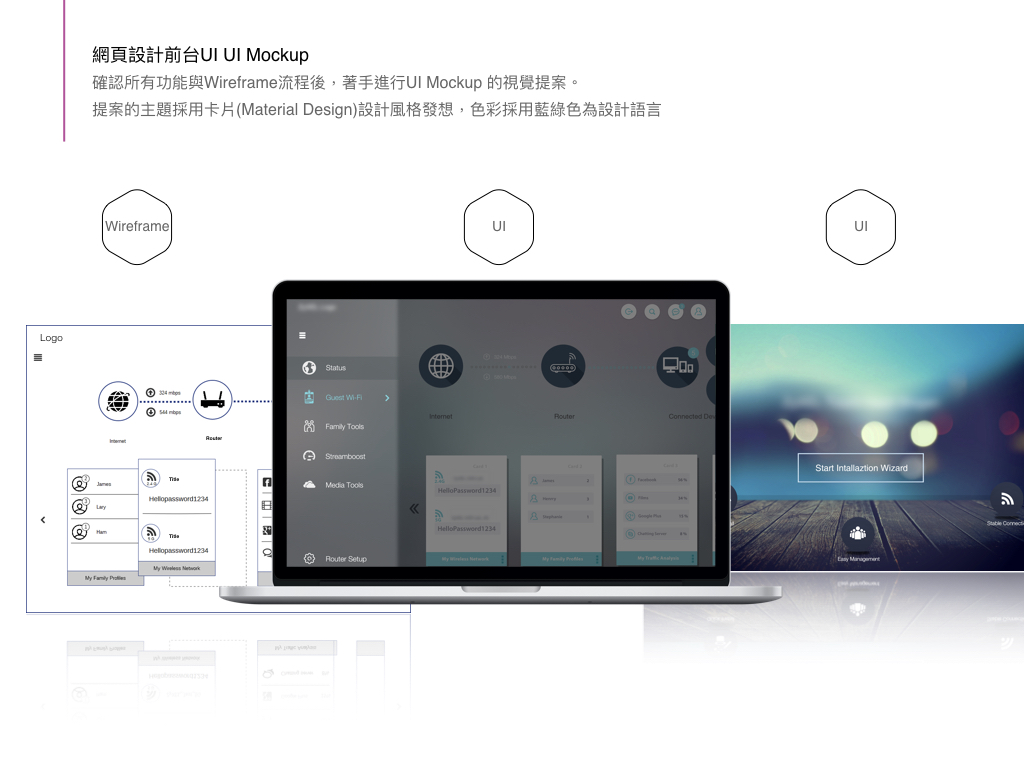 網頁設計前台UI UI Mockup
確認所有功能與Wireframe流程後，著手進行UI Mockup 的視覺提案。
提案的主題採用卡片(Material Design)設計風格發想，色彩採用藍綠色為設計語言
Wireframe
UI
UI
Logo
324 mbps
544 mbps
Internet
Router
James
Lary
Ham
My Family Profiles
Title
Hellopassword1234
Title
Hellopassword1234
My Wireless Network
Status
Guest Wi-Fi
Family Tools
Streamboost
Media Tools
Router Setup
Internet
Router
Connected Dev
HelloPassword1234
HelloPassword1234
My Wireless Network
My Family Profiles
My Traffic Analysis
Start Intallaztion Wizard
Easy Management
Stable Connecti